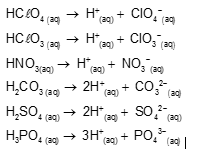 HCℓO₄ (aq) → H⁺(aq) + ClO₄⁻(aq)
HCℓO₃ (aq) → H⁺(aq) + ClO₃⁻(aq)
HNO₃(aq) → H⁺(aq) + NO₃⁻(aq)
H₂CO₃ (aq) → 2H⁺(aq) + CO₃²⁻(aq)
H₂SO₄ (aq) → 2H⁺(aq) + SO₄²⁻(aq)
H₃PO₄ (aq) → 3H⁺(aq) + PO₄³⁻(aq)